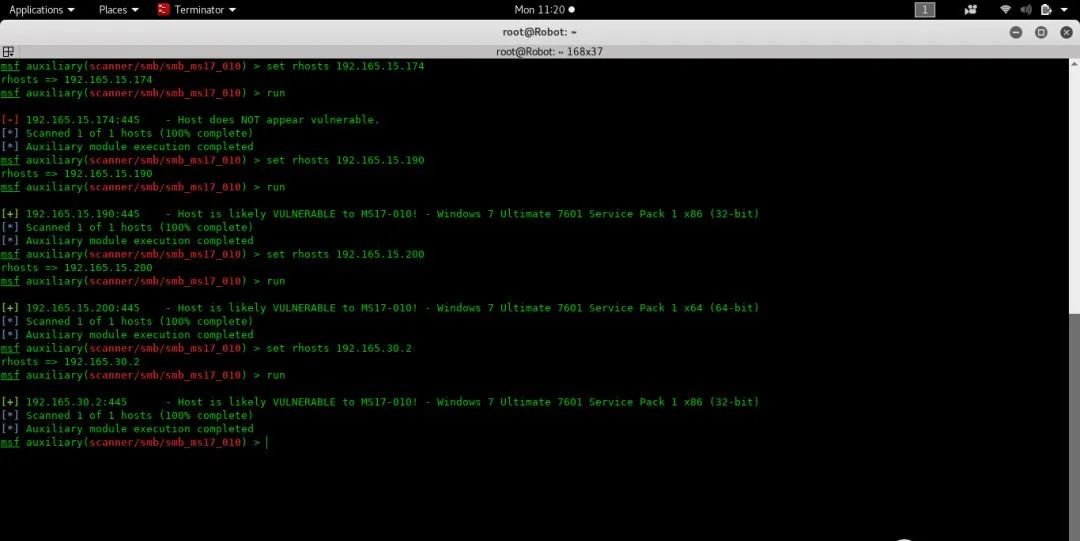 Applications Places Terminator Mon 11:20 1
root@Robot: ~
root@Robot: ~ 168x37
msf auxiliary(scanner/smb/smb_ms17_010) > set rhosts 192.165.15.174
rhosts => 192.165.15.174
msf auxiliary(scanner/smb/smb_ms17_010) > run
[-] 192.165.15.174:445 - Host does NOT appear vulnerable.
[*] Scanned 1 of 1 hosts (100% complete)
[*] Auxiliary module execution completed
msf auxiliary(scanner/smb/smb_ms17_010) > set rhosts 192.165.15.190
rhosts => 192.165.15.190
msf auxiliary(scanner/smb/smb_ms17_010) > run
[+] 192.165.15.190:445 - Host is likely VULNERABLE to MS17-010! - Windows 7 Ultimate 7601 Service Pack 1 x86 (32-bit)
[*] Scanned 1 of 1 hosts (100% complete)
[*] Auxiliary module execution completed
msf auxiliary(scanner/smb/smb_ms17_010) > set rhosts 192.165.15.200
rhosts => 192.165.15.200
msf auxiliary(scanner/smb/smb_ms17_010) > run
[+] 192.165.15.200:445 - Host is likely VULNERABLE to MS17-010! - Windows 7 Ultimate 7601 Service Pack 1 x64 (64-bit)
[*] Scanned 1 of 1 hosts (100% complete)
[*] Auxiliary module execution completed
msf auxiliary(scanner/smb/smb_ms17_010) > set rhosts 192.165.30.2
rhosts => 192.165.30.2
msf auxiliary(scanner/smb/smb_ms17_010) > run
[+] 192.165.30.2:445 - Host is likely VULNERABLE to MS17-010! - Windows 7 Ultimate 7601 Service Pack 1 x86 (32-bit)
[*] Scanned 1 of 1 hosts (100% complete)
[*] Auxiliary module execution completed
msf auxiliary(scanner/smb/smb_ms17_010) >